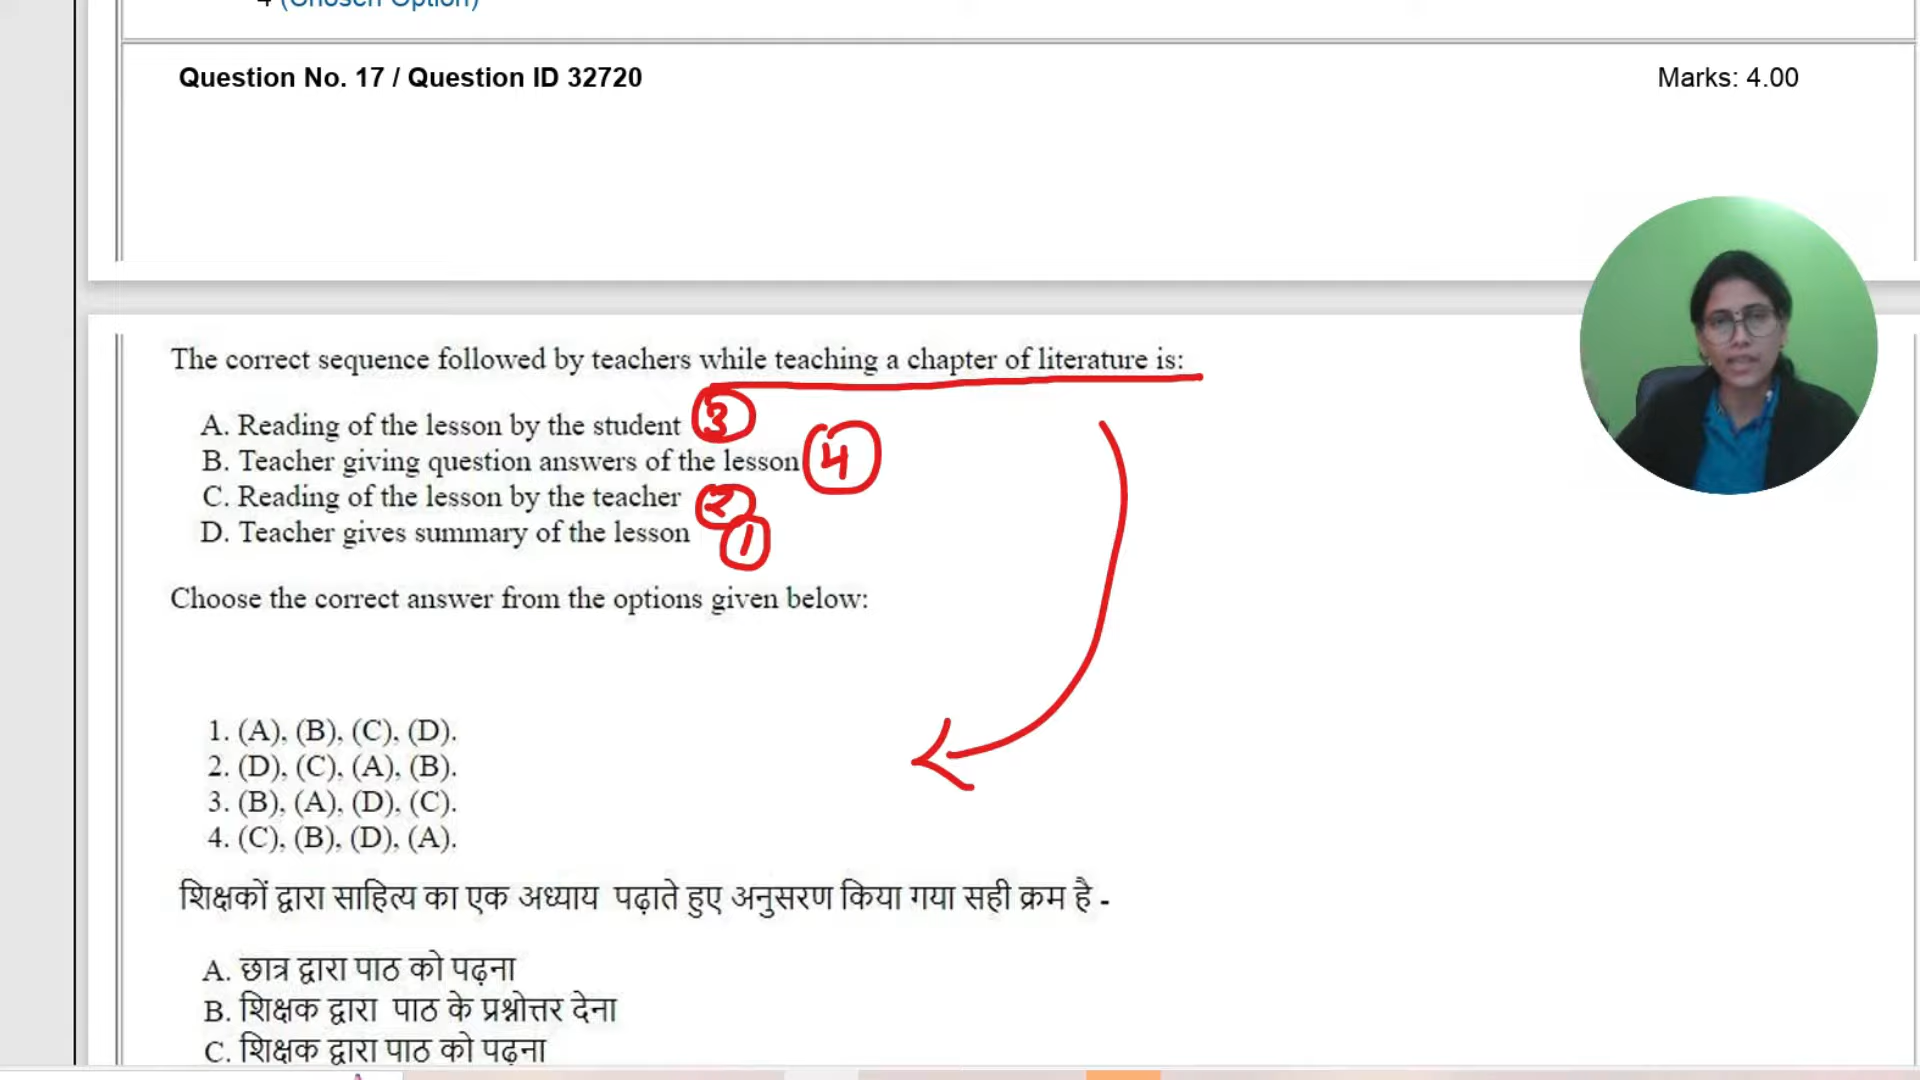 4 (Chosen Option)
Question No. 17 / Question ID 32720
Marks: 4.00
The correct sequence followed by teachers while teaching a chapter of literature is:
A. Reading of the lesson by the student 3
B. Teacher giving question answers of the lesson 4
C. Reading of the lesson by the teacher 2
D. Teacher gives summary of the lesson 1
Choose the correct answer from the options given below:
1. (A), (B), (C), (D).
2. (D), (C), (A), (B).
3. (B), (A), (D), (C).
4. (C), (B), (D), (A).
शिक्षकों द्वारा साहित्य का एक अध्याय पढ़ाते हुए अनुसरण किया गया सही क्रम है -
A. छात्र द्वारा पाठ को पढ़ना
B. शिक्षक द्वारा पाठ के प्रश्नोत्तर देना
C. शिक्षक द्वारा पाठ को पढ़ना